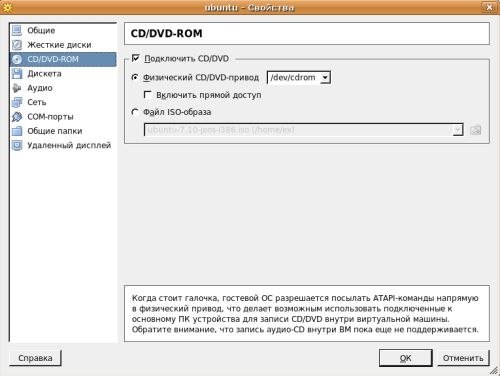 ubuntu - Свойства
Общие
Жесткие диски
CD/DVD-ROM
Дискета
Аудио
Сеть
COM-порты
Общие папки
Удаленный дисплей
CD/DVD-ROM
Подключить CD/DVD
Физический CD/DVD-привод /dev/cdrom
Включить прямой доступ
Файл ISO-образа
ubuntu-7.10-jeos-i386.iso (/home/ex)
Когда стоит галочка, гостевой ОС разрешается посылать ATAPI-команды напрямую
в физический привод, что делает возможным использовать подключенные к
основному ПК устройства для записи CD/DVD внутри виртуальной машины.
Обратите внимание, что запись аудио-CD внутри ВМ пока еще не поддерживается.
Справка
OK
Отменить